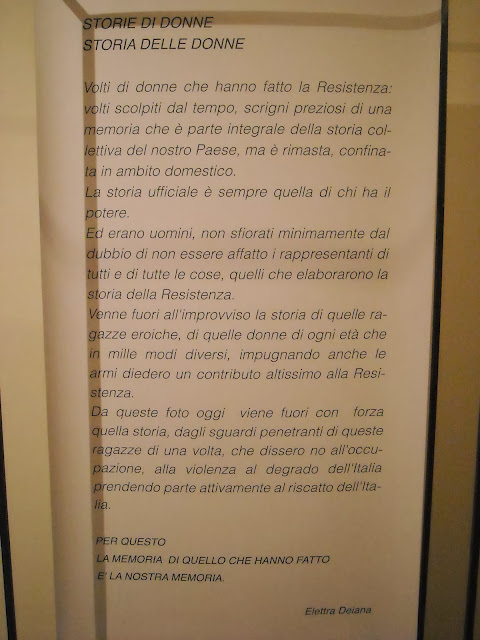 STORIE DI DONNE
STORIA DELLE DONNE
Volti di donne che hanno fatto la Resistenza:
volti scolpiti dal tempo, scrigni preziosi di una
memoria che è parte integrale della storia col-
lettiva del nostro Paese, ma è rimasta, confina-
ta in ambito domestico.
La storia ufficiale è sempre quella di chi ha il
potere.
Ed erano uomini, non sfiorati minimamente dal
dubbio di non essere affatto i rappresentanti di
tutti e di tutte le cose, quelli che elaborarono la
storia della Resistenza.
Venne fuori all'improvviso la storia di quelle ra-
gazze eroiche, di quelle donne di ogni età che
in mille modi diversi, impugnando anche le
armi diedero un contributo altissimo alla Resi-
stenza.
Da queste foto oggi viene fuori con forza
quella storia, dagli sguardi penetranti di queste
ragazze di una volta, che dissero no all'occu-
pazione, alla violenza al degrado dell'Italia
prendendo parte attivamente al riscatto dell'Ita-
lia.
PER QUESTO
LA MEMORIA DI QUELLO CHE HANNO FATTO
E' LA NOSTRA MEMORIA.
Elettra Deiana